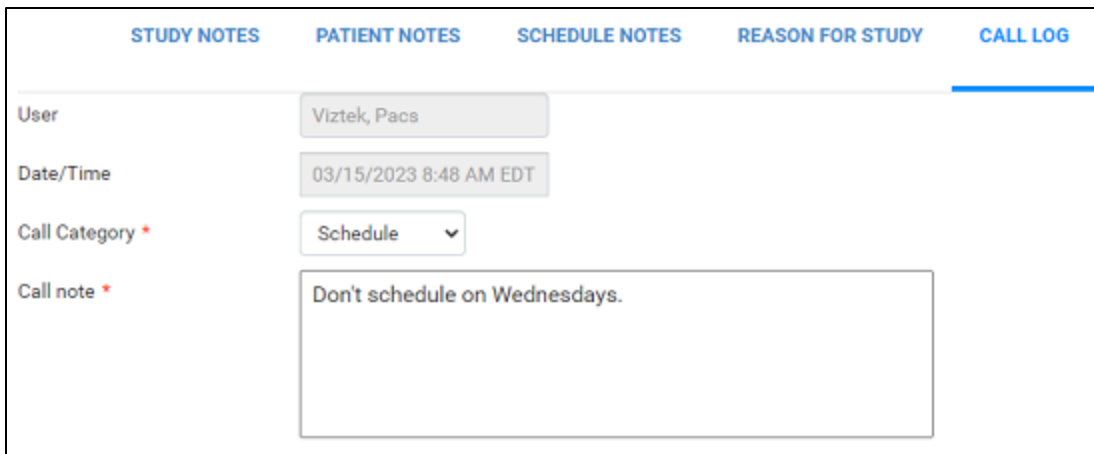 STUDY NOTES PATIENT NOTES SCHEDULE NOTES REASON FOR STUDY CALL LOG
User Viztek, Pacs
Date/Time 03/15/2023 8:48 AM EDT
Call Category * Schedule
Call note * Don't schedule on Wednesdays.